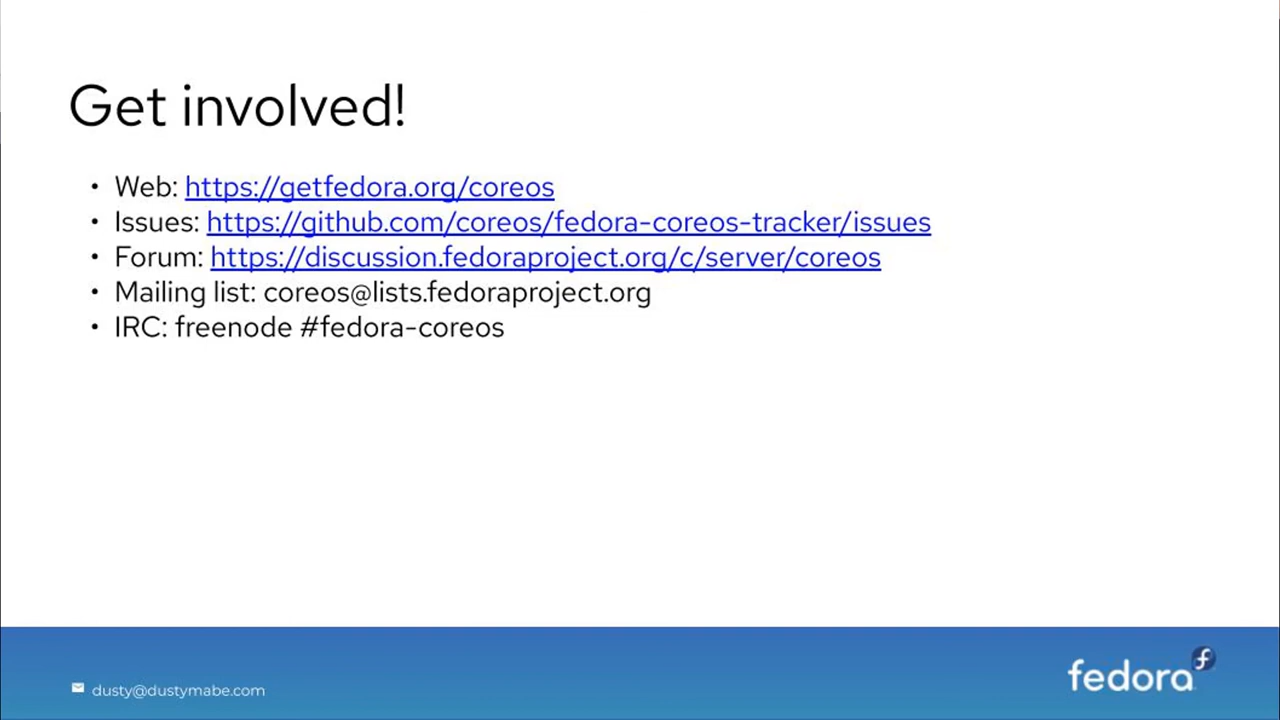 Get involved!
• Web: https://getfedora.org/coreos
• Issues: https://github.com/coreos/fedora-coreos-tracker/issues
• Forum: https://discussion.fedoraproject.org/c/server/coreos
• Mailing list: coreos@lists.fedoraproject.org
• IRC: freenode #fedora-coreos
dusty@dustymabe.com
fedora